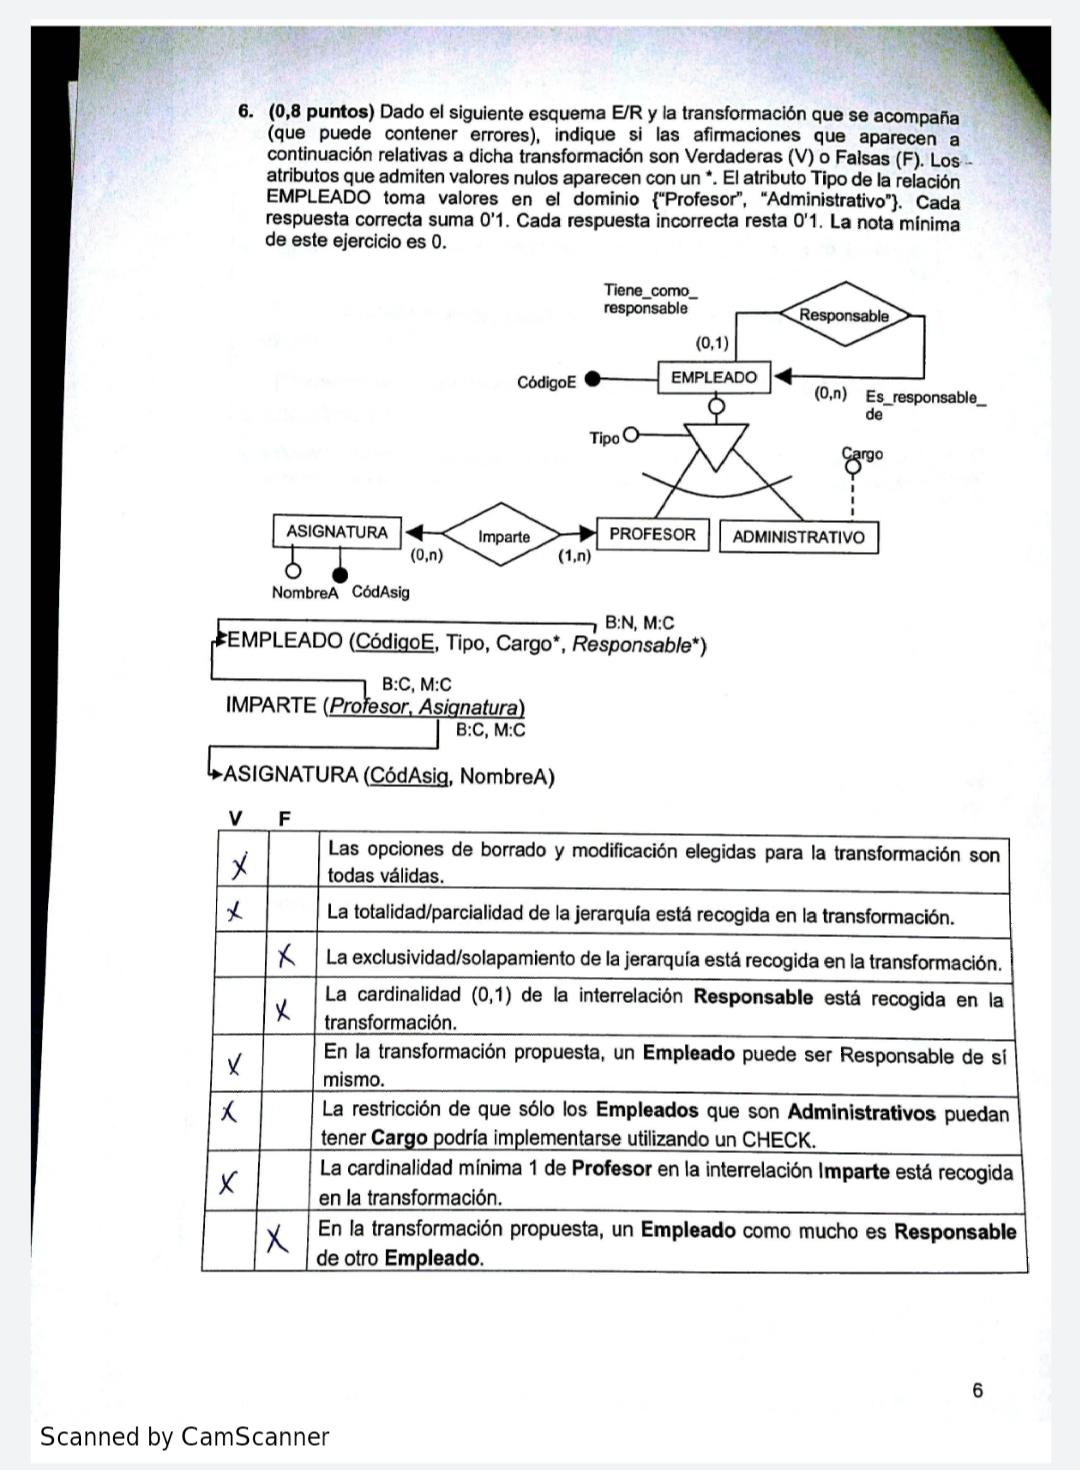 6. (0,8 puntos) Dado el siguiente esquema E/R y la transformación que se acompaña
(que puede contener errores), indique si las afirmaciones que aparecen a
continuación relativas a dicha transformación son Verdaderas (V) o Falsas (F). Los
atributos que admiten valores nulos aparecen con un *. El atributo Tipo de la relación
EMPLEADO toma valores en el dominio {"Profesor", "Administrativo"}. Cada
respuesta correcta suma 0'1. Cada respuesta incorrecta resta 0'1. La nota mínima
de este ejercicio es 0.
Tiene_como_
responsable
Responsable
(0,1)
CódigoE
EMPLEADO
(0,n)
Es_responsable_
de
Tipo
Cargo
ASIGNATURA
Imparte
PROFESOR
ADMINISTRATIVO
(0,n)
(1,n)
NombreA CódAsig
B:N, M:C
EMPLEADO (CódigoE, Tipo, Cargo*, Responsable*)
B:C, M:C
IMPARTE (Profesor, Asignatura)
B:C, M:C
ASIGNATURA (CódAsig, NombreA)
V F
X Las opciones de borrado y modificación elegidas para la transformación son
todas válidas.
X La totalidad/parcialidad de la jerarquía está recogida en la transformación.
X La exclusividad/solapamiento de la jerarquía está recogida en la transformación.
X La cardinalidad (0,1) de la interrelación Responsable está recogida en la
transformación.
X En la transformación propuesta, un Empleado puede ser Responsable de sí
mismo.
X La restricción de que sólo los Empleados que son Administrativos puedan
tener Cargo podría implementarse utilizando un CHECK.
X La cardinalidad mínima 1 de Profesor en la interrelación Imparte está recogida
en la transformación.
X En la transformación propuesta, un Empleado como mucho es Responsable
de otro Empleado.
6
Scanned by CamScanner